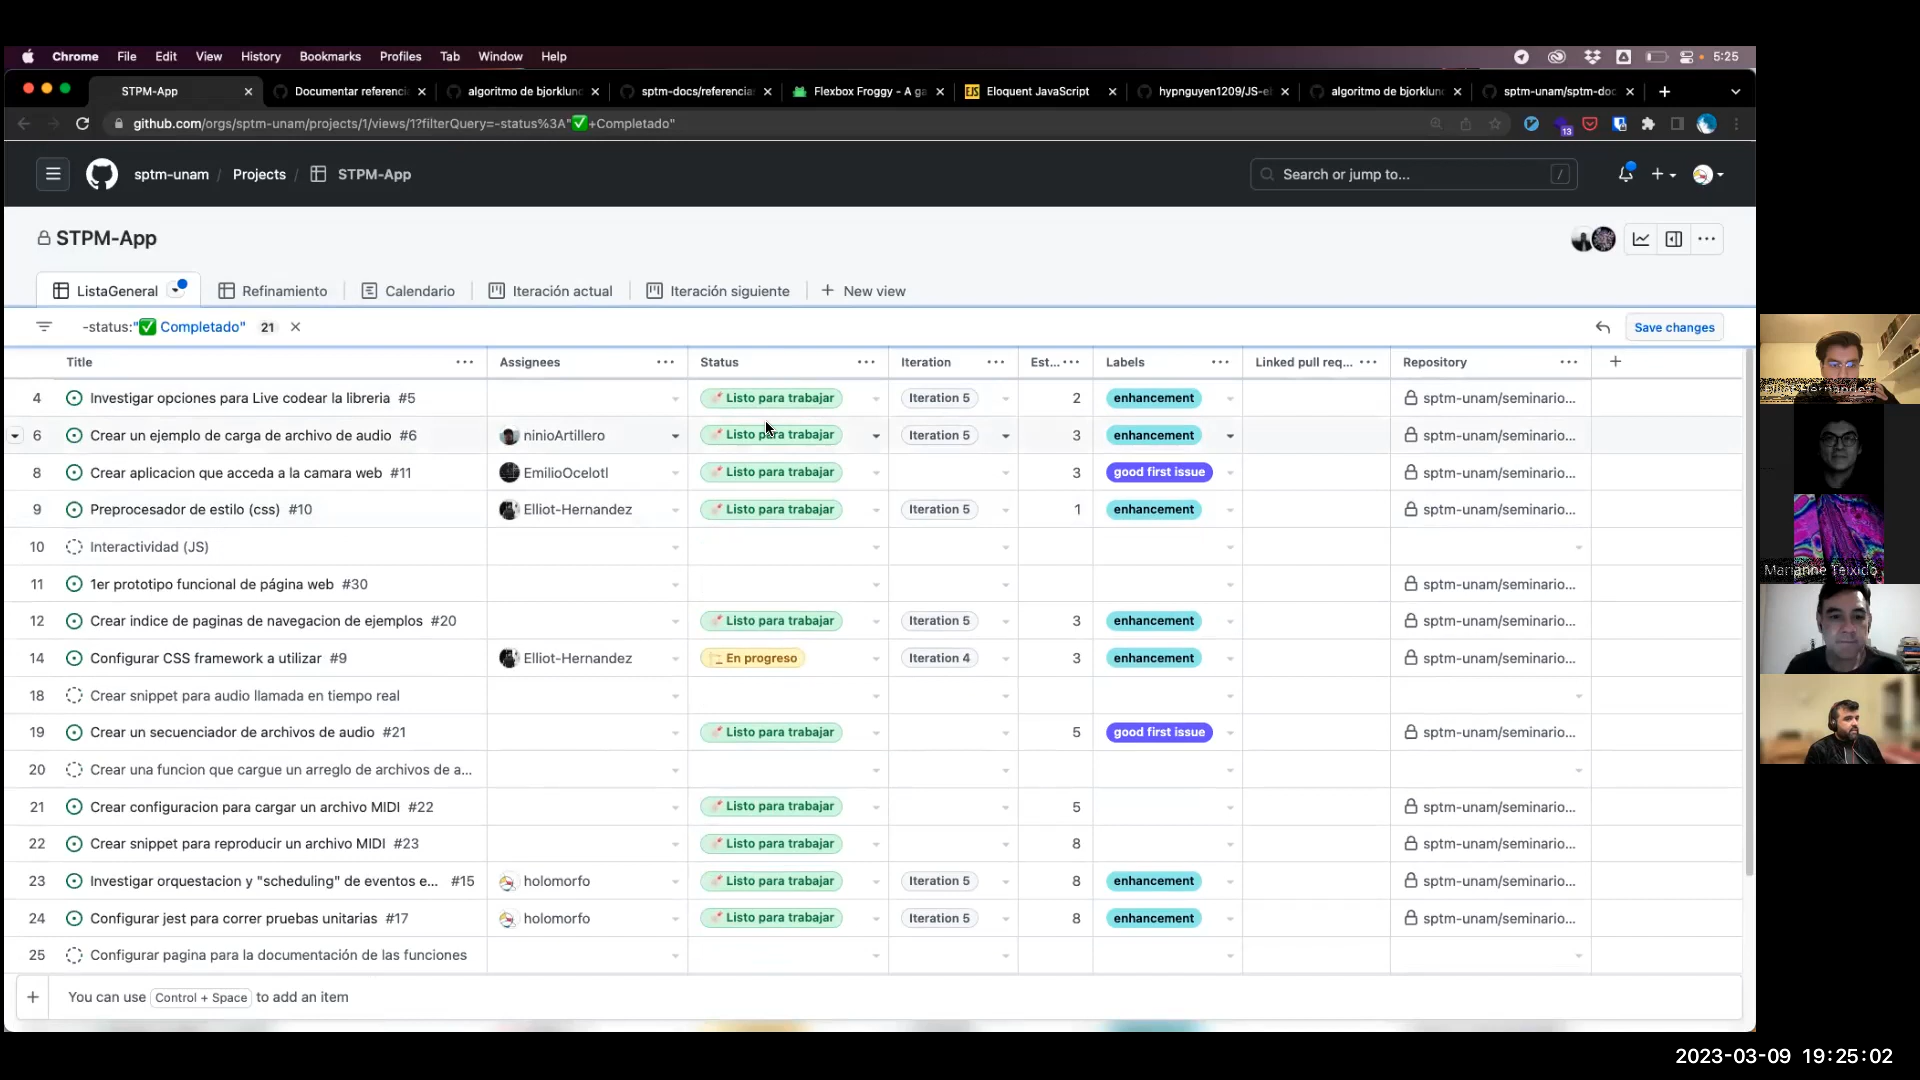 Chrome File Edit View History Bookmarks Profiles Tab Window Help 5:25
STPM-App Documentar referenci algoritmo de bjorklun sptm-docs/referencia Flexbox Froggy - A ga EJS Eloquent JavaScript hypnguyen1209/JS-el algoritmo de bjorklun sptm-unam/sptm-doc
github.com/orgs/sptm-unam/projects/1/views/1?filterQuery=-status%3A"✅+Completado" 13
sptm-unam / Projects / STPM-App Search or jump to... /
STPM-App
ListaGeneral Refinamiento Calendario Iteración actual Iteración siguiente + New view
-status:"✅ Completado" 21 Save changes
Title Assignees Status Iteration Est... Labels Linked pull req... Repository
4 Investigar opciones para Live codear la libreria #5 Listo para trabajar Iteration 5 2 enhancement sptm-unam/seminario...
6 Crear un ejemplo de carga de archivo de audio #6 ninioArtillero Listo para trabajar Iteration 5 3 enhancement sptm-unam/seminario...
8 Crear aplicacion que acceda a la camara web #11 EmilioOcelotl Listo para trabajar 3 good first issue sptm-unam/seminario...
9 Preprocesador de estilo (css) #10 Elliot-Hernandez Listo para trabajar Iteration 5 1 enhancement sptm-unam/seminario...
10 Interactividad (JS)
11 1er prototipo funcional de página web #30 sptm-unam/seminario...
12 Crear indice de paginas de navegacion de ejemplos #20 Listo para trabajar Iteration 5 3 enhancement sptm-unam/seminario...
14 Configurar CSS framework a utilizar #9 Elliot-Hernandez En progreso Iteration 4 3 enhancement sptm-unam/seminario...
18 Crear snippet para audio llamada en tiempo real
19 Crear un secuenciador de archivos de audio #21 Listo para trabajar 5 good first issue sptm-unam/seminario...
20 Crear una funcion que cargue un arreglo de archivos de a...
21 Crear configuracion para cargar un archivo MIDI #22 Listo para trabajar 5 sptm-unam/seminario...
22 Crear snippet para reproducir un archivo MIDI #23 Listo para trabajar 8 sptm-unam/seminario...
23 Investigar orquestacion y "scheduling" de eventos e... #15 holomorfo Listo para trabajar Iteration 5 8 enhancement sptm-unam/seminario...
24 Configurar jest para correr pruebas unitarias #17 holomorfo Listo para trabajar Iteration 5 8 enhancement sptm-unam/seminario...
25 Configurar pagina para la documentación de las funciones
+ You can use Control + Space to add an item
Marianne Teixido
2023-03-09 19:25:02